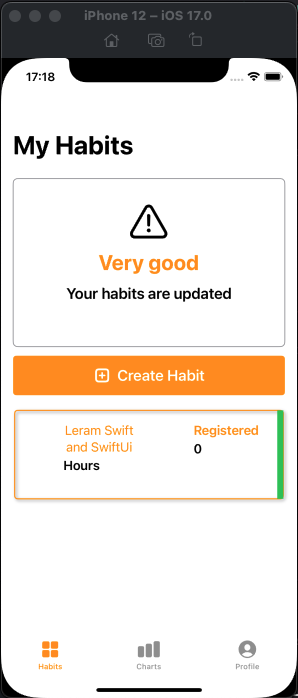 iPhone 12 – iOS 17.0
17:18
My Habits
Very good
Your habits are updated
Create Habit
Leram Swift
and SwiftUi
Hours
Registered
0
Habits
Charts
Profile